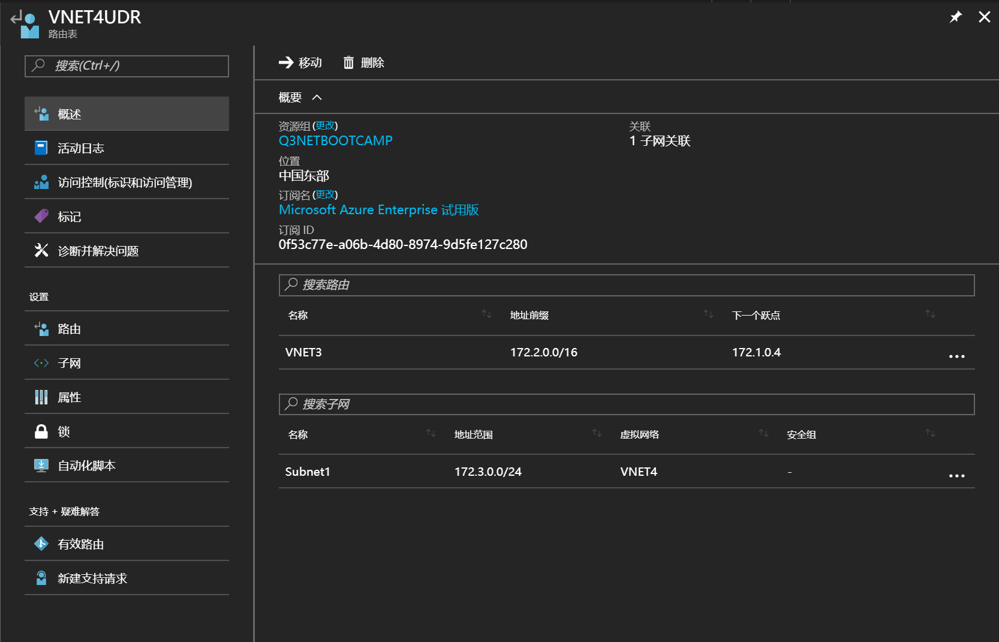 VNET4UDR
路由表
搜索(Ctrl+/)
概述
活动日志
访问控制(标识和访问管理)
标记
诊断并解决问题
设置
路由
子网
属性
锁
自动化脚本
支持 + 疑难解答
有效路由
新建支持请求
移动 删除
概要
资源组(更改)
Q3NETBOOTCAMP
位置
中国东部
订阅名(更改)
Microsoft Azure Enterprise 试用版
订阅 ID
0f53c77e-a06b-4d80-8974-9d5fe127c280
关联
1 子网关联
搜索路由
名称 地址前缀 下一个跃点
VNET3 172.2.0.0/16 172.1.0.4 ...
搜索子网
名称 地址范围 虚拟网络 安全组
Subnet1 172.3.0.0/24 VNET4 - ...